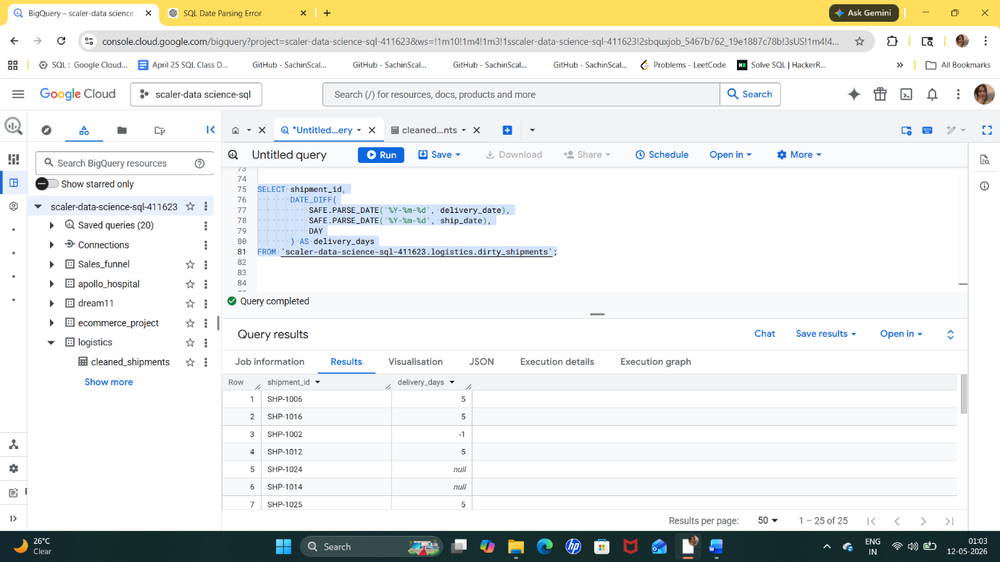 BigQuery – scaler-data science.
SQL Date Parsing Error
Ask Gemini
console.cloud.google.com/bigquery?project=scaler-data-science-sql-411623&ws=!1m10!1m4!1m3!1sscaler-data-science-sql-411623!2sbquxjob_5467b762_19e1887c78b!3sUS!1m4!4...
SQL : Google Cloud...
April 25 SQL Class D...
GitHub - SachinScal...
GitHub - SachinScal...
GitHub - SachinScal...
GitHub - SachinScal...
Problems - LeetCode
Solve SQL | HackerR...
»
All Bookmarks
Google Cloud
scaler-data science-sql
Search (/) for resources, docs, products and more
Search
*Untitled...ery
cleaned...nts
Search BigQuery resources
Show starred only
scaler-data-science-sql-411623
Saved queries (20)
Connections
Sales_funnel
apollo_hospital
dream11
ecommerce_project
logistics
cleaned_shipments
Show more
Untitled query
Run
Save
Download
Share
Schedule
Open in
More
73
74
75 SELECT shipment_id,
76 DATE_DIFF(
77 SAFE.PARSE_DATE('%Y-%m-%d', delivery_date),
78 SAFE.PARSE_DATE('%Y-%m-%d', ship_date),
79 DAY
80 ) AS delivery_days
81 FROM `scaler-data-science-sql-411623.logistics.dirty_shipments`;
82
83
84
Query completed
Query results
Chat
Save results
Open in
Job information
Results
Visualisation
JSON
Execution details
Execution graph
Row shipment_id delivery_days
1 SHP-1006 5
2 SHP-1016 5
3 SHP-1002 -1
4 SHP-1012 5
5 SHP-1024 null
6 SHP-1014 null
7 SHP-1025 5
Results per page: 50 1 – 25 of 25
26°C
Clear
Search
hp
ENG
IN
01:03
12-05-2026